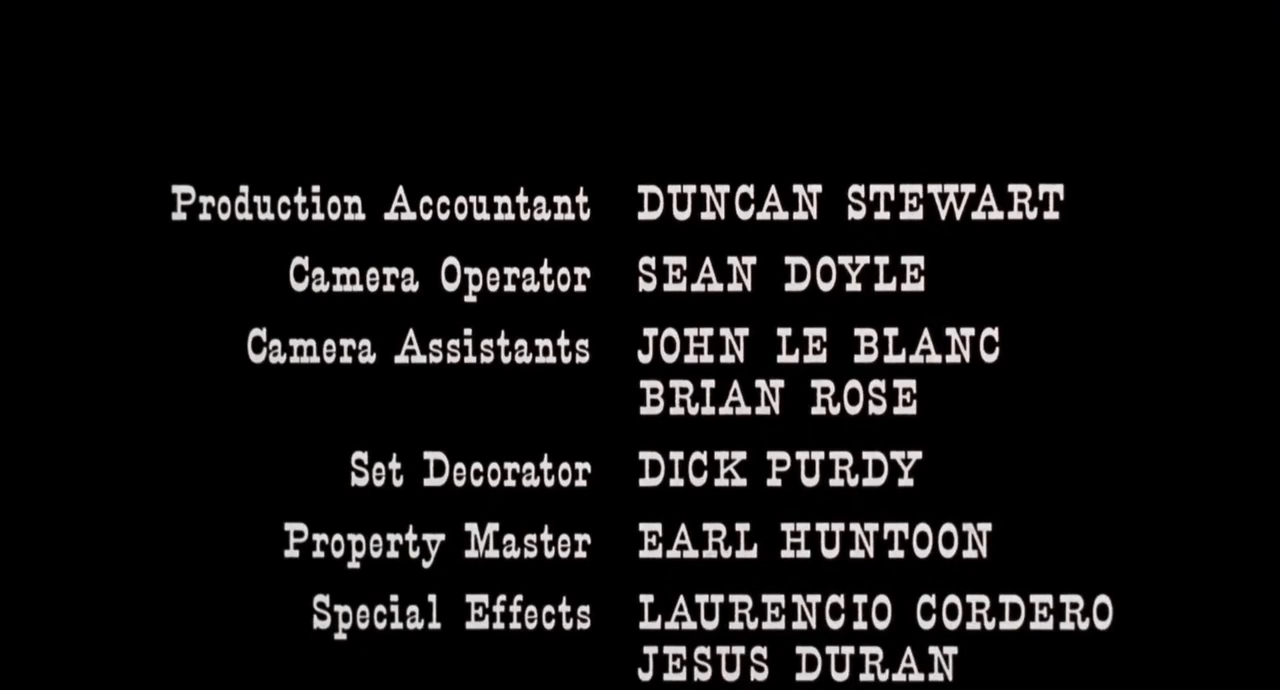 Production Accountant DUNCAN STEWART
Camera Operator SEAN DOYLE
Camera Assistants JOHN LE BLANC
BRIAN ROSE
Set Decorator DICK PURDY
Property Master EARL HUNTOON
Special Effects LAURENCIO CORDERO
JESUS DURAN